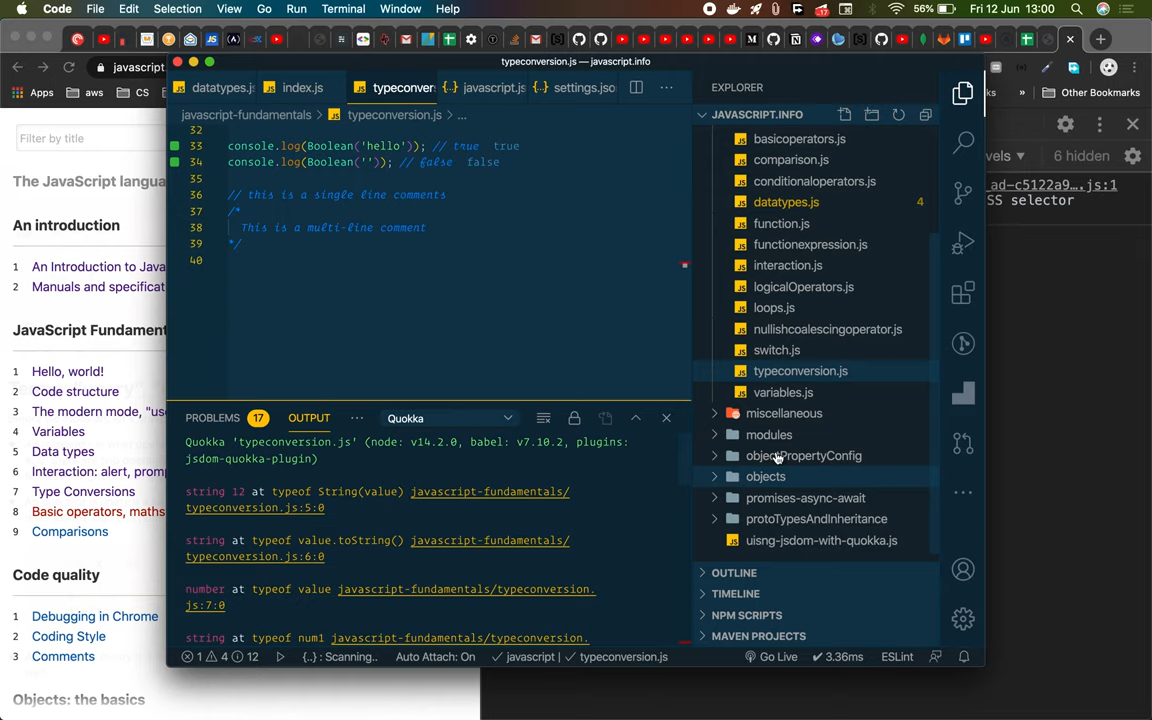 Code File Edit Selection View Go Run Terminal Window Help 56% Fri 12 Jun 13:00
javascript
Apps aws CS Other Bookmarks
typeconversion.js — javascript.info
datatypes.js index.js typeconver javascript.js settings.jso
EXPLORER
javascript-fundamentals > typeconversion.js > ...
JAVASCRIPT.INFO
Filter by title
The JavaScript langua
An introduction
1 An Introduction to Java
2 Manuals and specificat
JavaScript Fundament
1 Hello, world!
2 Code structure
3 The modern mode, "us
4 Variables
5 Data types
6 Interaction: alert, prom
7 Type Conversions
8 Basic operators, maths
9 Comparisons
Code quality
1 Debugging in Chrome
2 Coding Style
3 Comments
Objects: the basics
32
33 console.log(Boolean('hello')); // true true
34 console.log(Boolean('')); // false false
35
36 // this is a single line comments
37 /*
38 This is a multi-line comment
39 */
40
PROBLEMS 17 OUTPUT ... Quokka
Quokka 'typeconversion.js' (node: v14.2.0, babel: v7.10.2, plugins:
jsdom-quokka-plugin)
string 12 at typeof String(value) javascript-fundamentals/
typeconversion.js:5:0
string at typeof value.toString() javascript-fundamentals/
typeconversion.js:6:0
number at typeof value javascript-fundamentals/typeconversion.
js:7:0
string at typeof num1 javascript-fundamentals/typeconversion.
basicoperators.js
comparison.js
conditionaloperators.js
datatypes.js 4
function.js
functionexpression.js
interaction.js
logicalOperators.js
loops.js
nullishcoalescingoperator.js
switch.js
typeconversion.js
variables.js
miscellaneous
modules
objectPropertyConfig
objects
promises-async-await
protoTypesAndInheritance
uisng-jsdom-with-quokka.js
OUTLINE
TIMELINE
NPM SCRIPTS
MAVEN PROJECTS
1 4 12 {..} : Scanning.. Auto Attach: On javascript | typeconversion.js Go Live 3.36ms ESLint
vels 6 hidden
_ad-c5122a9….js:1
SS selector